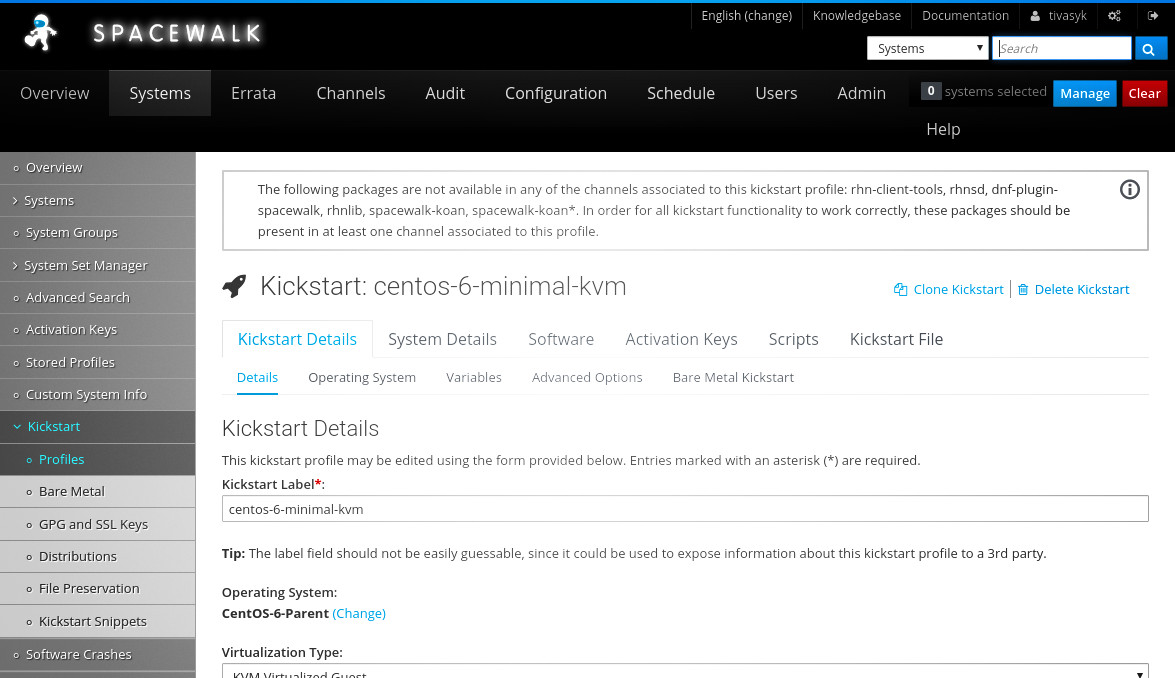 English (change) Knowledgebase Documentation tivasyk
SPACEWALK
Systems Search
Overview Systems Errata Channels Audit Configuration Schedule Users Admin 0 systems selected Manage Clear
Help
Overview
Systems
System Groups
System Set Manager
Advanced Search
Activation Keys
Stored Profiles
Custom System Info
Kickstart
Profiles
Bare Metal
GPG and SSL Keys
Distributions
File Preservation
Kickstart Snippets
Software Crashes
The following packages are not available in any of the channels associated to this kickstart profile: rhn-client-tools, rhnsd, dnf-plugin-
spacewalk, rhnlib, spacewalk-koan, spacewalk-koan*. In order for all kickstart functionality to work correctly, these packages should be
present in at least one channel associated to this profile.
Kickstart: centos-6-minimal-kvm
Clone Kickstart | Delete Kickstart
Kickstart Details System Details Software Activation Keys Scripts Kickstart File
Details Operating System Variables Advanced Options Bare Metal Kickstart
Kickstart Details
This kickstart profile may be edited using the form provided below. Entries marked with an asterisk (*) are required.
Kickstart Label*:
centos-6-minimal-kvm
Tip: The label field should not be easily guessable, since it could be used to expose information about this kickstart profile to a 3rd party.
Operating System:
CentOS-6-Parent (Change)
Virtualization Type:
KVM Virtualized Guest